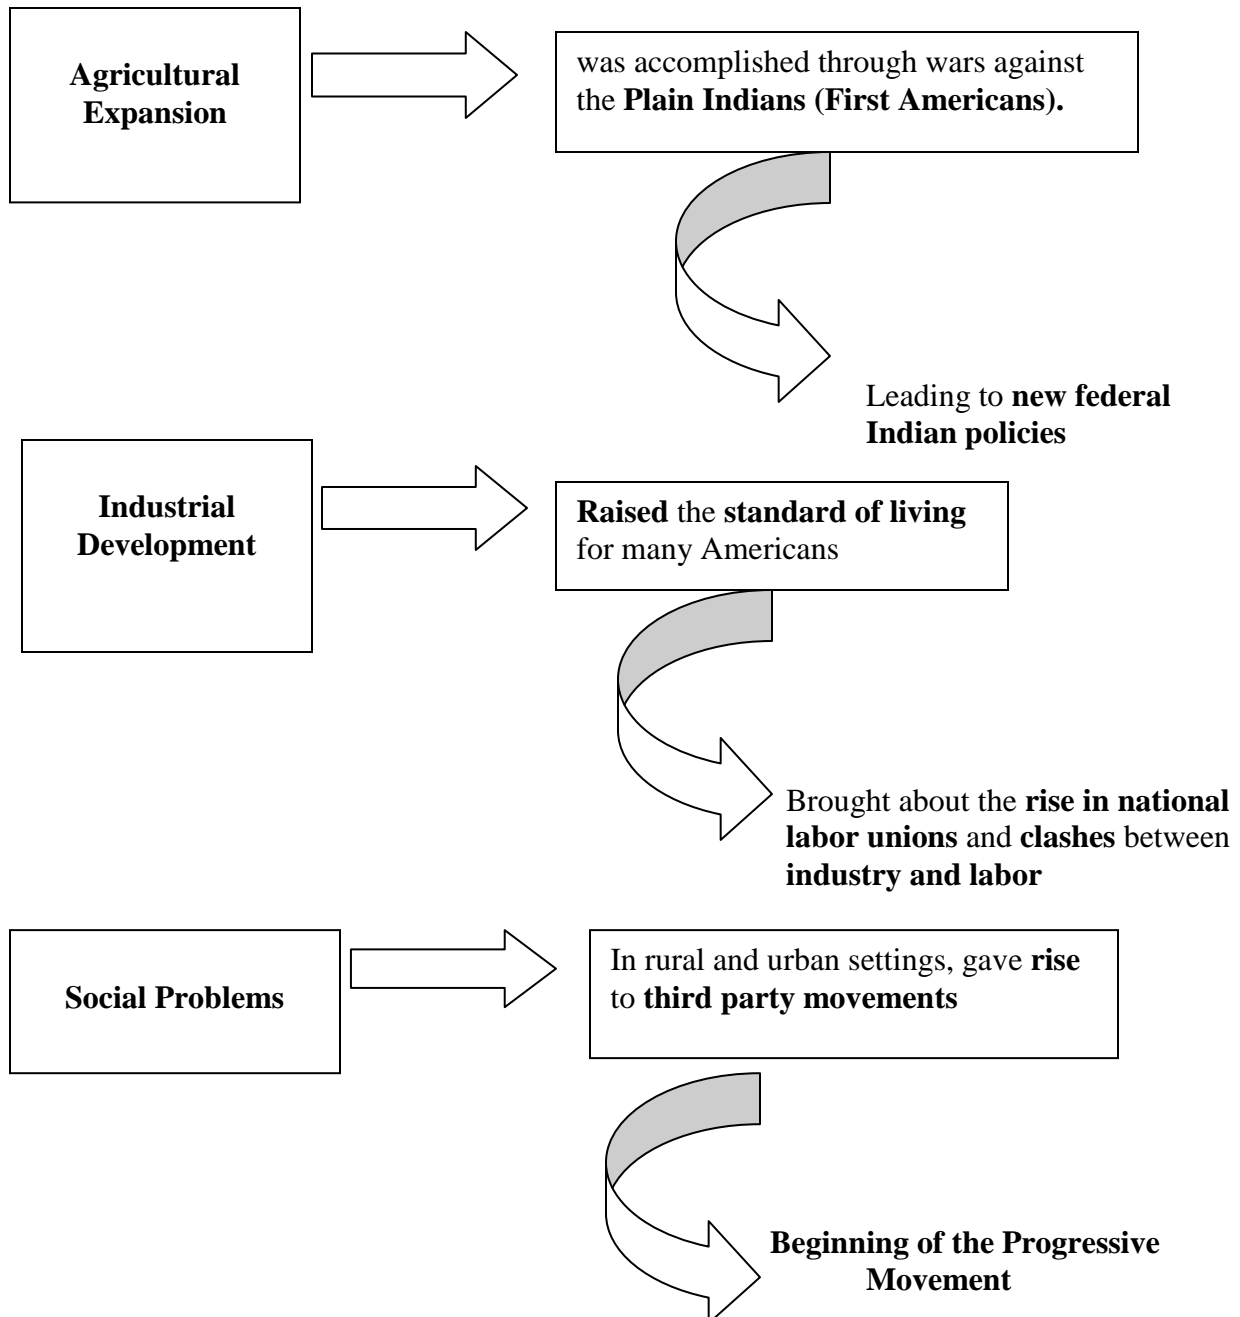 Agricultural
Expansion
was accomplished through wars against
the Plain Indians (First Americans).
Leading to new federal
Indian policies
Industrial
Development
Raised the standard of living
for many Americans
Brought about the rise in national
labor unions and clashes between
industry and labor
Social Problems
In rural and urban settings, gave rise
to third party movements
Beginning of the Progressive
Movement